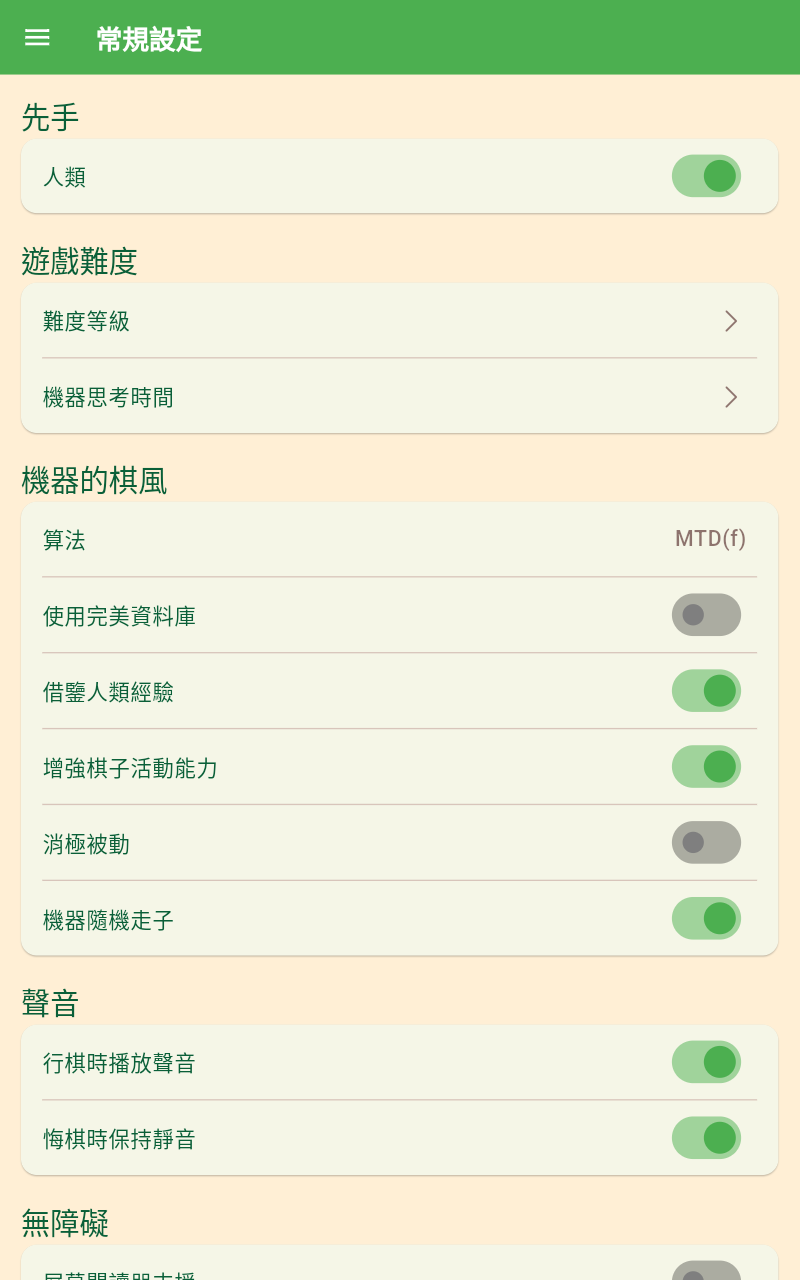 常規設定
先手
人類
遊戲難度
難度等級
機器思考時間
機器的棋風
算法
MTD(f)
使用完美資料庫
借鑒人類經驗
增強棋子活動能力
消極被動
機器隨機走子
聲音
行棋時播放聲音
悔棋時保持靜音
無障礙